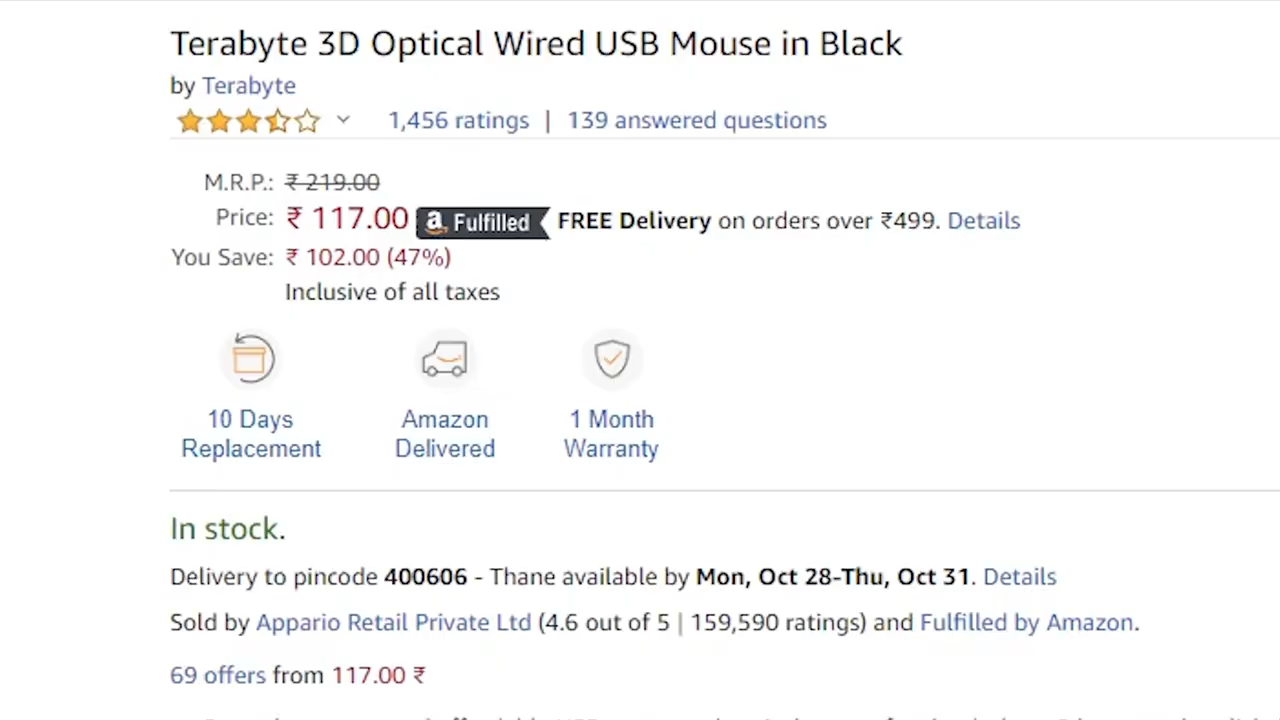 Terabyte 3D Optical Wired USB Mouse in Black
by Terabyte
1,456 ratings | 139 answered questions
M.R.P.: ₹ 219.00
Price: ₹ 117.00 a Fulfilled FREE Delivery on orders over ₹499. Details
You Save: ₹ 102.00 (47%)
Inclusive of all taxes
10 Days Amazon 1 Month
Replacement Delivered Warranty
In stock.
Delivery to pincode 400606 - Thane available by Mon, Oct 28-Thu, Oct 31. Details
Sold by Appario Retail Private Ltd (4.6 out of 5 | 159,590 ratings) and Fulfilled by Amazon.
69 offers from 117.00 ₹